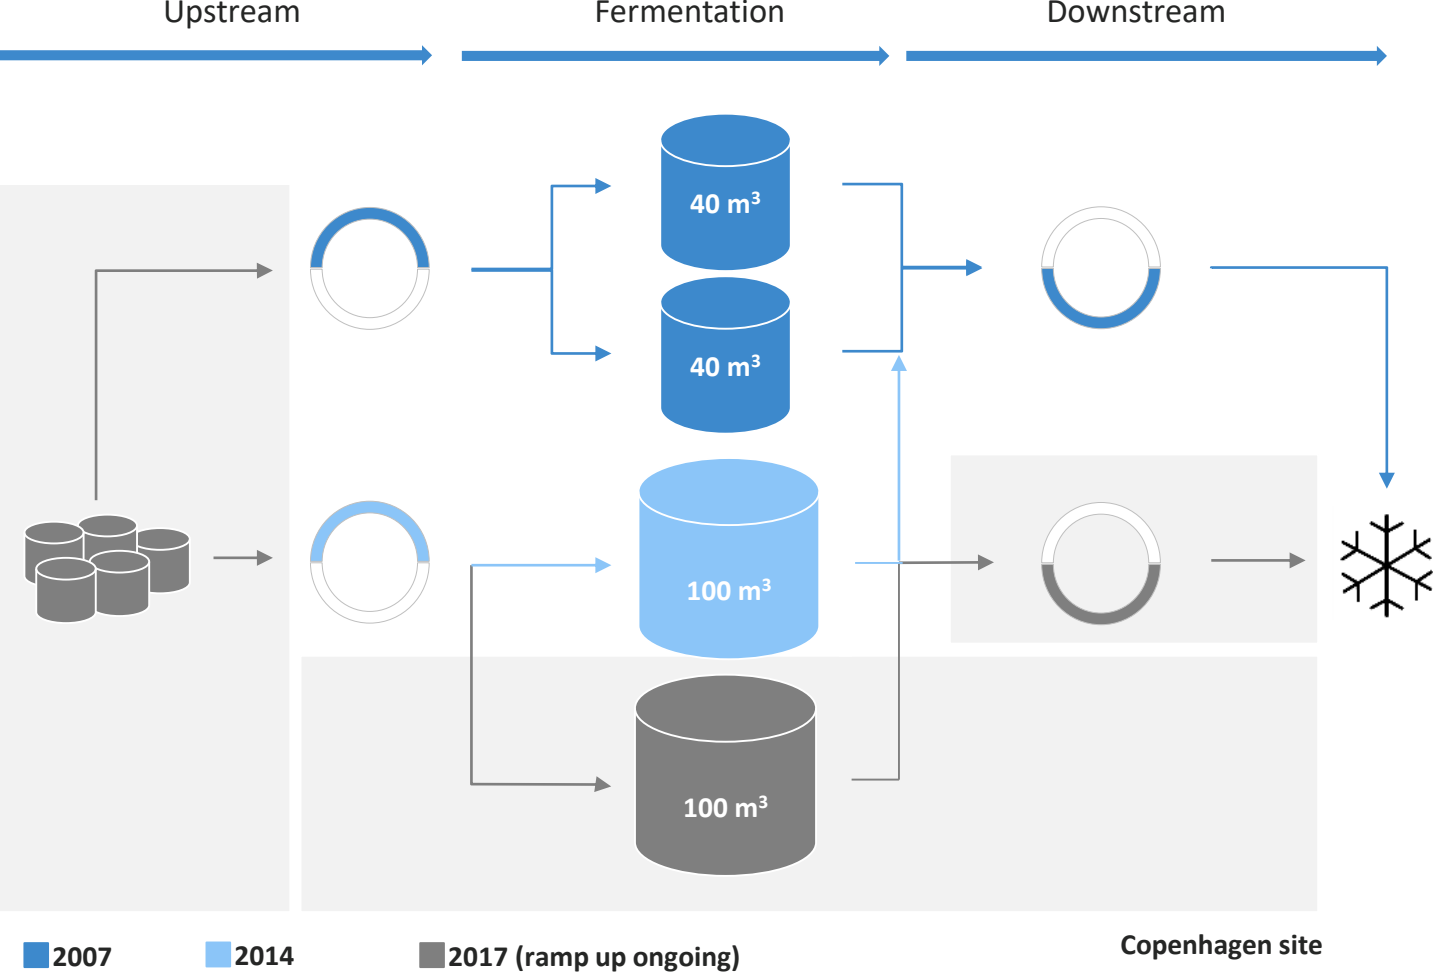 Upstream
Fermentation
Downstream
40 m³
40 m³
100 m³
100 m³
2007
2014
2017 (ramp up ongoing)
Copenhagen site